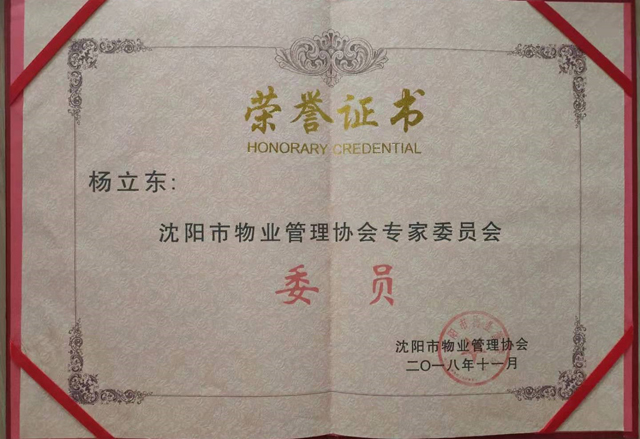 荣誉证书
HONORARY CREDENTIAL
杨立东:
沈阳市物业管理协会专家委员会
委 员
沈阳市物业管理协会
二〇一八年十一月